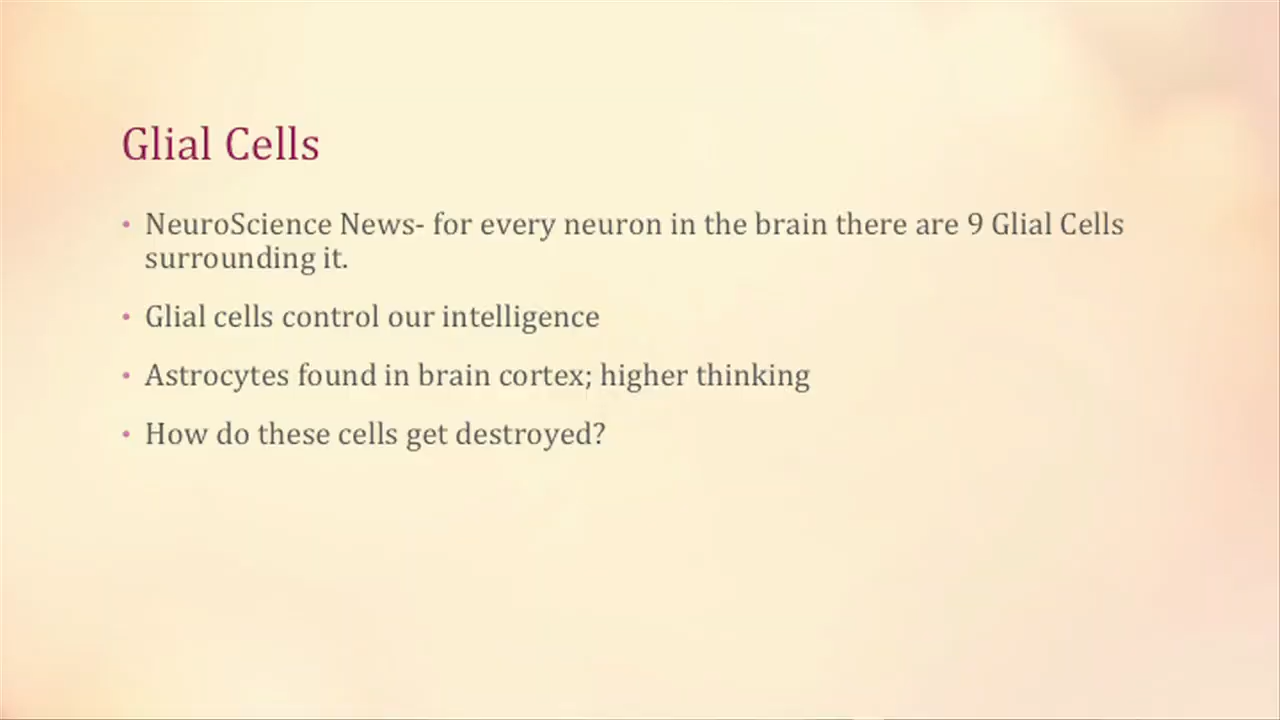 Glial Cells
• NeuroScience News- for every neuron in the brain there are 9 Glial Cells
surrounding it.
• Glial cells control our intelligence
• Astrocytes found in brain cortex; higher thinking
• How do these cells get destroyed?